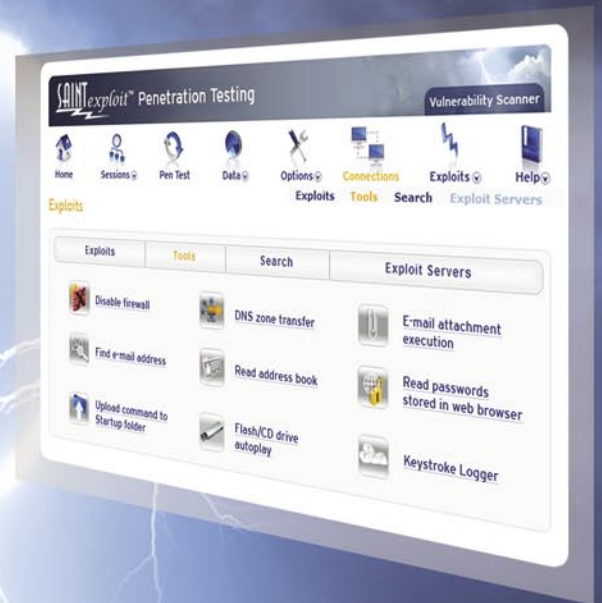 SAINTexploit™ Penetration Testing
Vulnerability Scanner
Home Sessions Pen Test Data Options Connections Exploits Help
Exploits Tools Search Exploit Servers
Exploits
Exploits Tools Search Exploit Servers
Disable firewall
DNS zone transfer
E-mail attachment
execution
Find e-mail address
Read address book
Read passwords
stored in web browser
Upload command to
Startup folder
Flash/CD drive
autoplay
Keystroke Logger